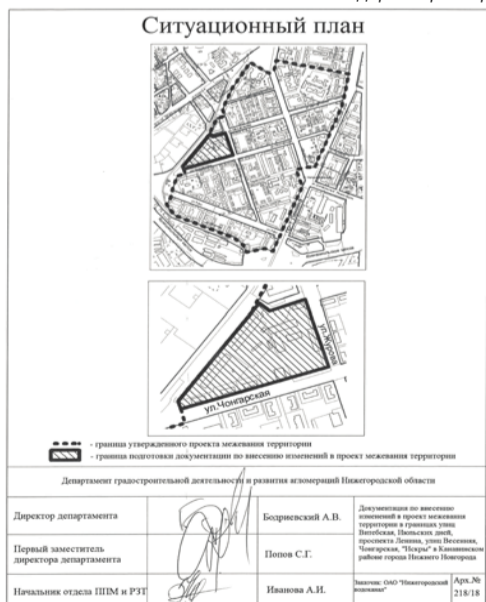 Ситуационный план
ул.Журова
ул.Чонгарская
- граница утвержденного проекта межевания территории
- граница подготовки документации по внесению изменений в проект межевания территории
Департамент градостроительной деятельности и развития агломераций Нижегородской области
Директор департамента
Бодриевский А.В.
Первый заместитель
директора департамента
Попов С.Г.
Начальник отдела ППМ и РЗТ
Иванова А.И.
Документация по внесению
изменений в проект межевания
территории в границах улиц
Витебская, Июльских дней,
проспекта Ленина, улиц Весенняя,
Чонгарская, "Искры" в Канавинском
районе города Нижнего Новгорода
Заказчик: ОАО "Нижегородский
водоканал"
Арх.№
218/18